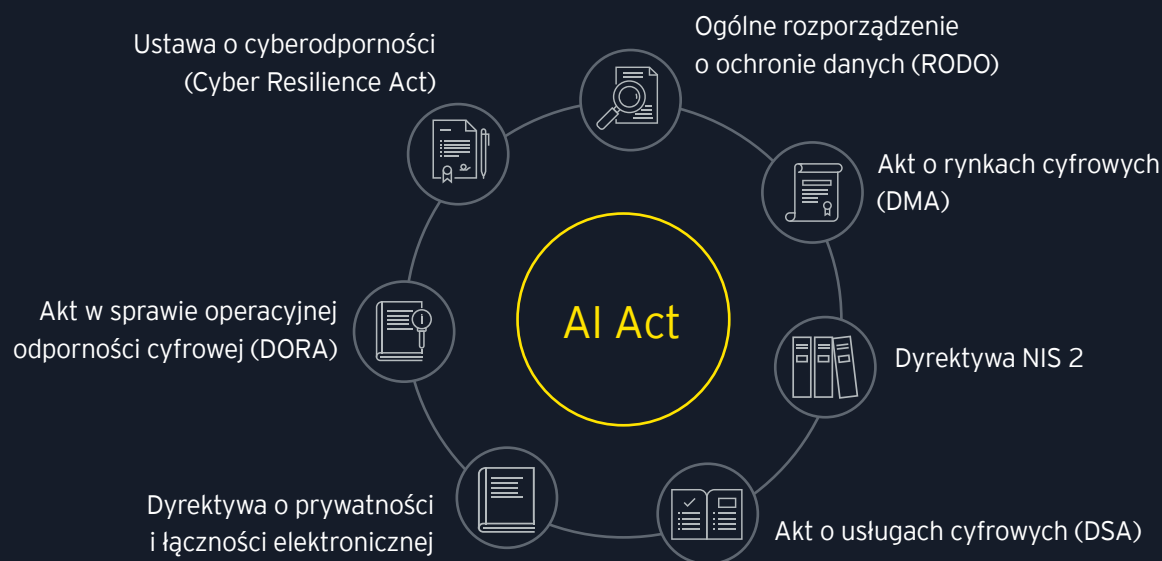 Ustawa o cyberodporności
(Cyber Resilience Act)
Ogólne rozporządzenie
o ochronie danych (RODO)
Akt o rynkach cyfrowych
(DMA)
Akt w sprawie operacyjnej
odporności cyfrowej (DORA)
AI Act
Dyrektywa NIS 2
Dyrektywa o prywatności
i łączności elektronicznej
Akt o usługach cyfrowych (DSA)